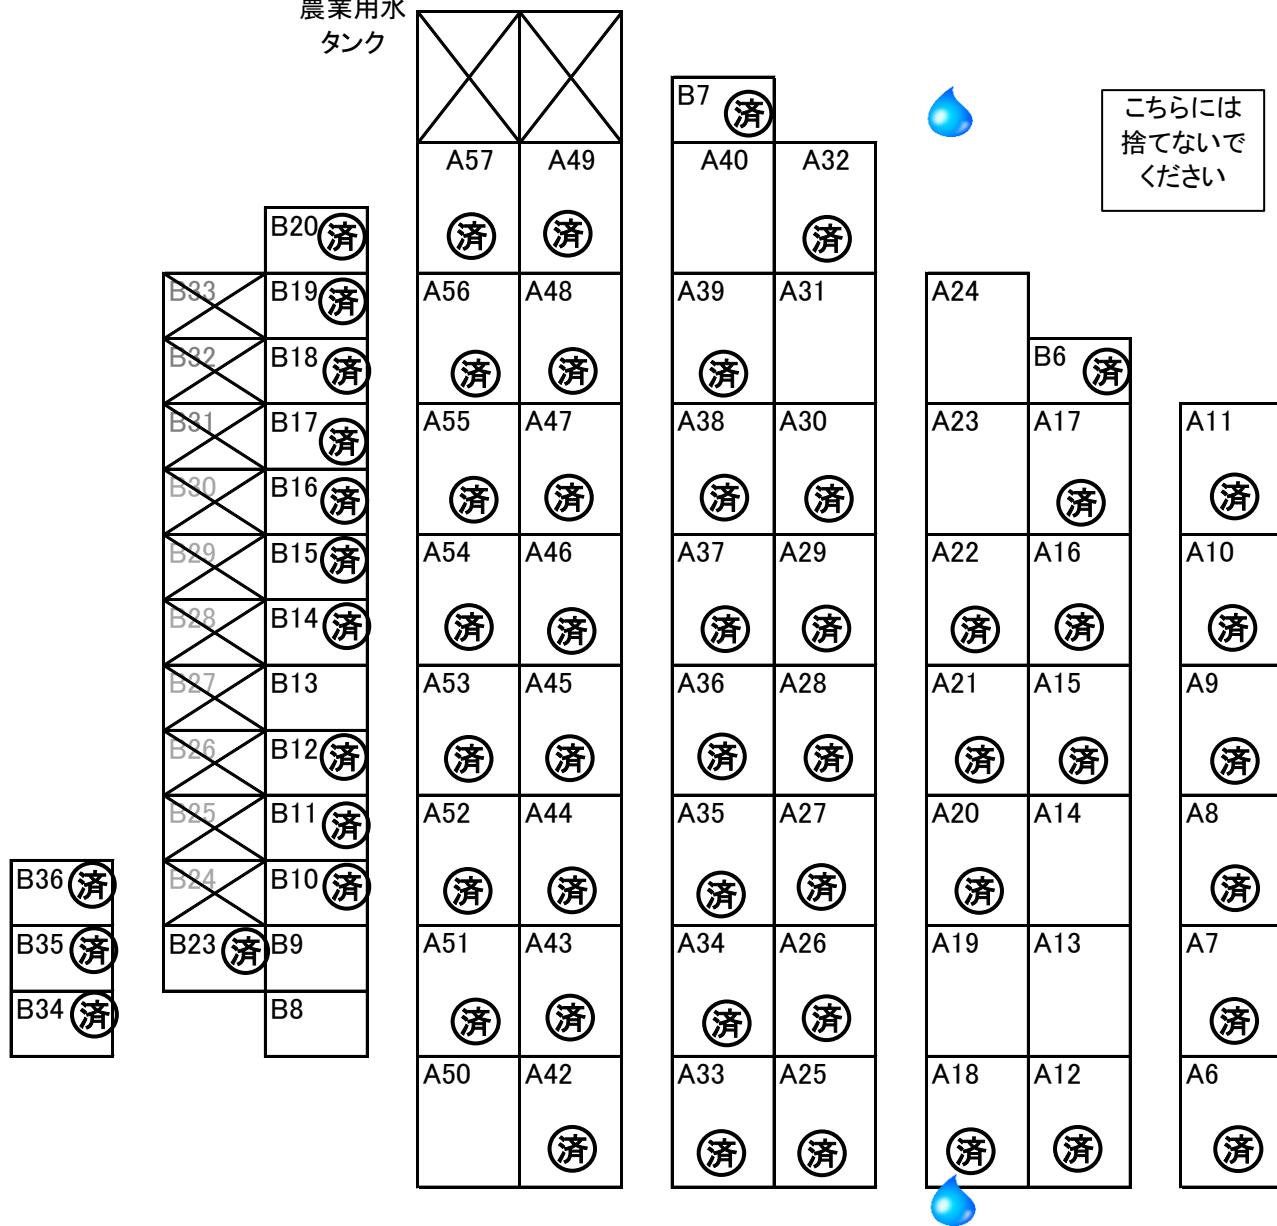 農業用水
タンク
B7 済
こちらには
捨てないで
ください
A57 A49 A40 A32
済 済 済
B20 済
B33 B19 済 A56 A48 A39 A31 A24
済 済 済
B32 B18 済 B6 済
B31 B17 済 A55 A47 A38 A30 A23 A17 A11
B30 B16 済 済 済 済 済 済 済
B29 B15 済 A54 A46 A37 A29 A22 A16 A10
B28 B14 済 済 済 済 済 済 済 済
B27 B13 A53 A45 A36 A28 A21 A15 A9
B26 B12 済 済 済 済 済 済 済 済
B25 B11 済 A52 A44 A35 A27 A20 A14 A8
B36 済 B24 B10 済 済 済 済 済 済 済
B35 済 B23 済 B9 A51 A43 A34 A26 A19 A13 A7
B34 済 B8 済 済 済 済 済
A50 A42 A33 A25 A18 A12 A6
済 済 済 済 済 済